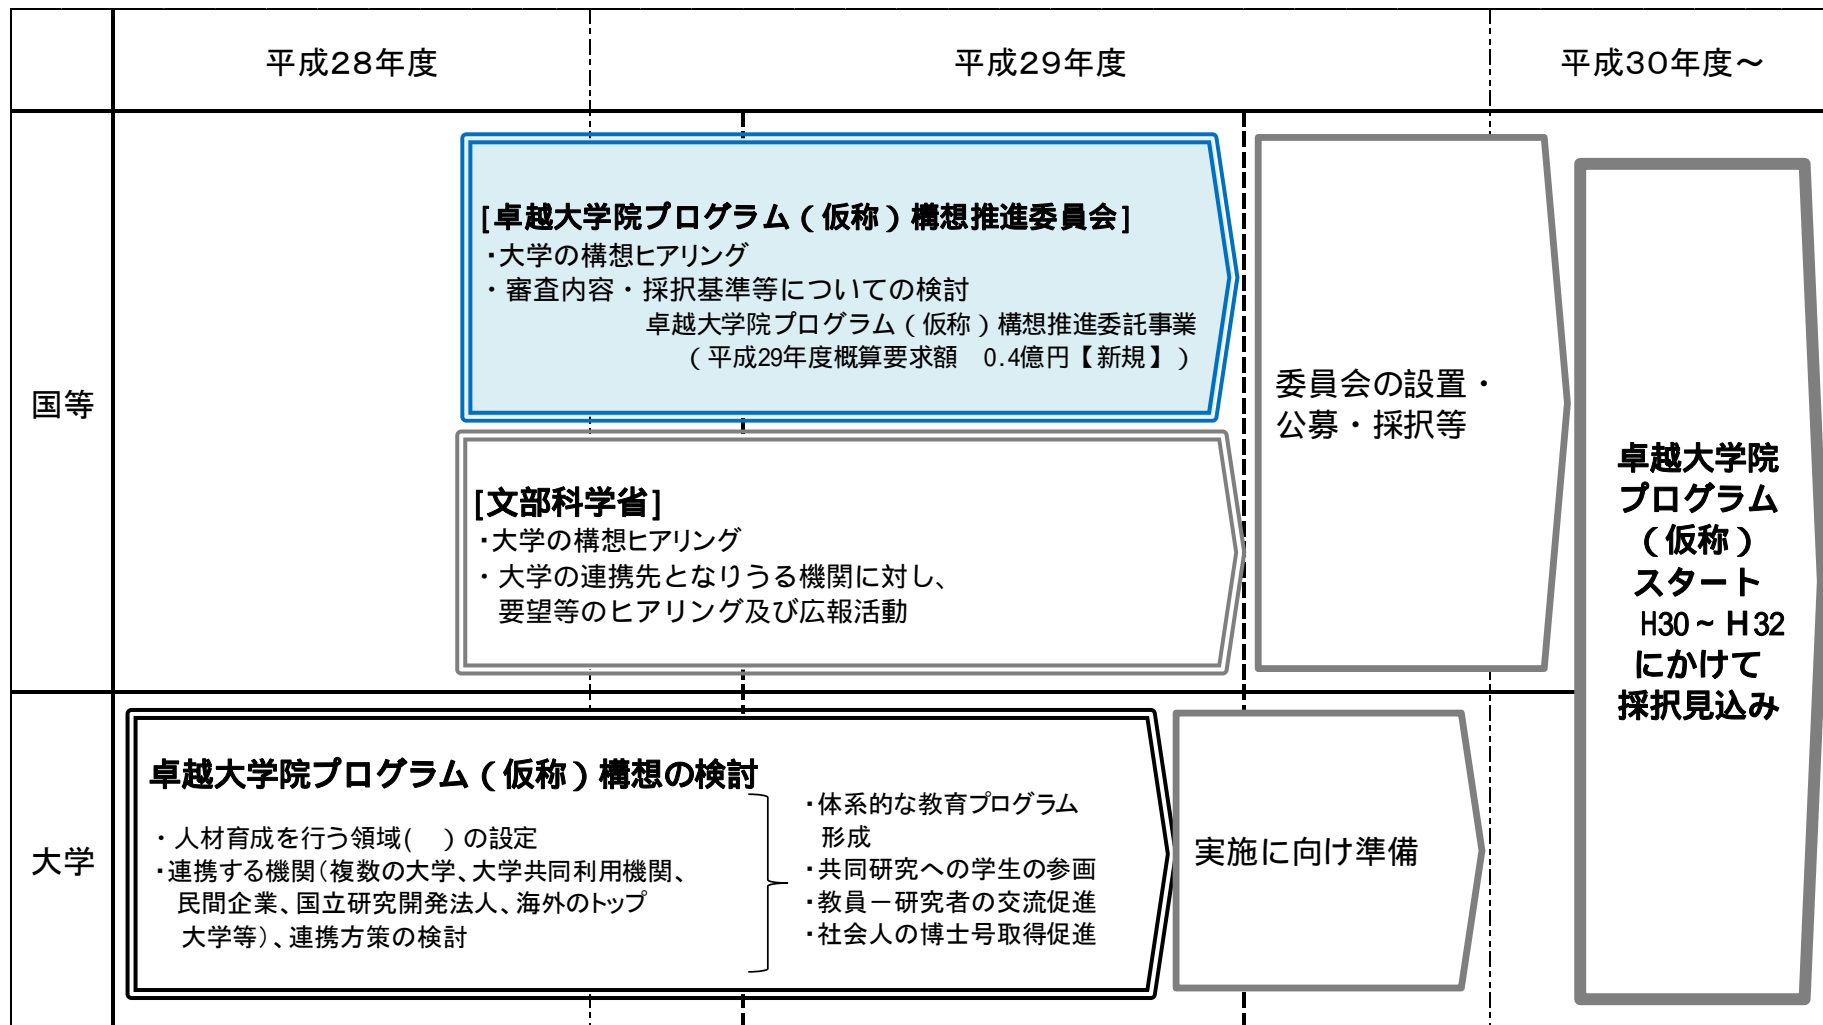 平成28年度
平成29年度
平成30年度～
国等
[卓越大学院プログラム（仮称）構想推進委員会]
・大学の構想ヒアリング
・審査内容・採択基準等についての検討
卓越大学院プログラム（仮称）構想推進委託事業
（平成29年度概算要求額　0.4億円【新規】）
[文部科学省]
・大学の構想ヒアリング
・大学の連携先となりうる機関に対し、
要望等のヒアリング及び広報活動
委員会の設置・
公募・採択等
卓越大学院
プログラム
（仮称）
スタート
H30～H32
にかけて
採択見込み
大学
卓越大学院プログラム（仮称）構想の検討
・人材育成を行う領域(　)の設定
・連携する機関（複数の大学、大学共同利用機関、
民間企業、国立研究開発法人、海外のトップ
大学等）、連携方策の検討
・体系的な教育プログラム
形成
・共同研究への学生の参画
・教員－研究者の交流促進
・社会人の博士号取得促進
実施に向け準備